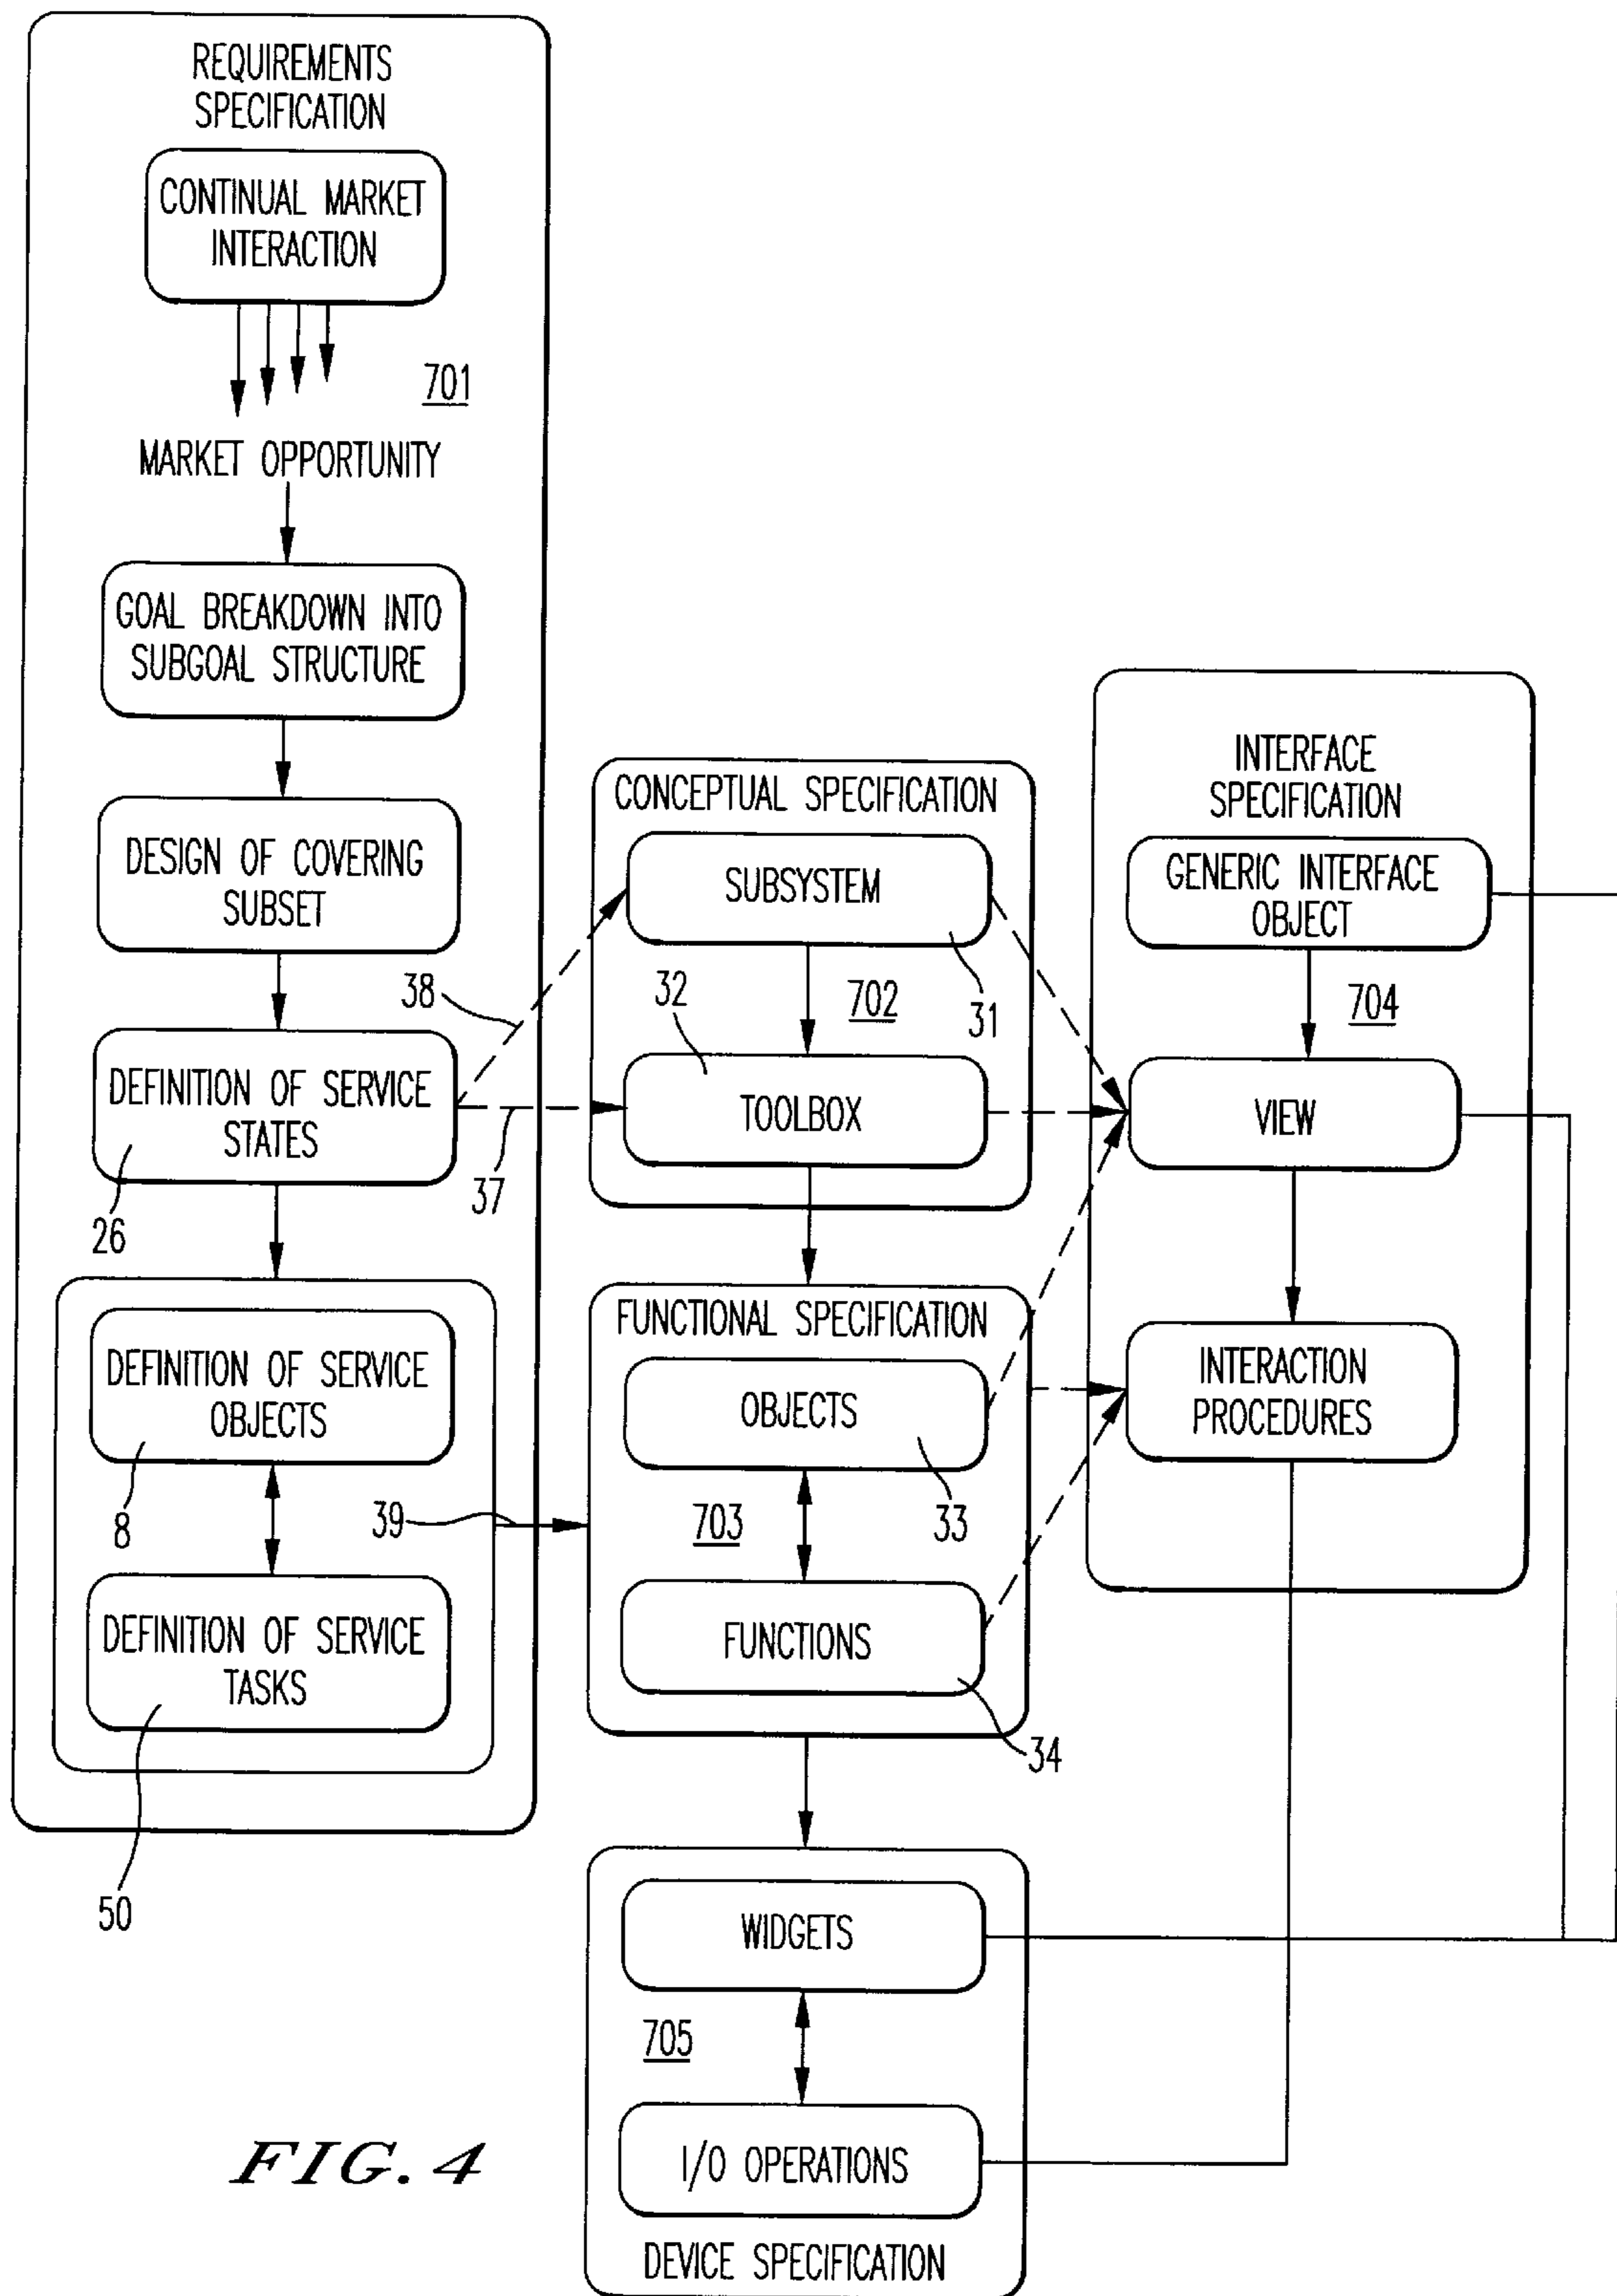 REQUIREMENTS
SPECIFICATION
CONTINUAL MARKET
INTERACTION
701
MARKET OPPORTUNITY
GOAL BREAKDOWN INTO
SUBGOAL STRUCTURE
DESIGN OF COVERING
SUBSET
38
DEFINITION OF SERVICE
STATES
26
37
DEFINITION OF SERVICE
OBJECTS
8
39
DEFINITION OF SERVICE
TASKS
50
CONCEPTUAL SPECIFICATION
SUBSYSTEM
32
702
31
TOOLBOX
FUNCTIONAL SPECIFICATION
OBJECTS
703
33
FUNCTIONS
34
INTERFACE
SPECIFICATION
GENERIC INTERFACE
OBJECT
704
VIEW
INTERACTION
PROCEDURES
WIDGETS
705
I/O OPERATIONS
DEVICE SPECIFICATION
FIG. 4